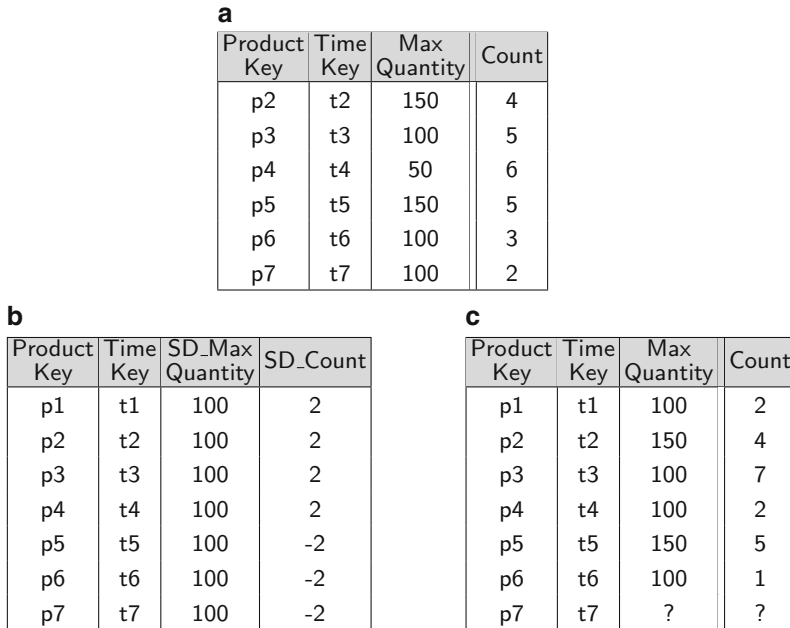 a
Product Key | Time Key | Max Quantity | Count
p2 | t2 | 150 | 4
p3 | t3 | 100 | 5
p4 | t4 | 50 | 6
p5 | t5 | 150 | 5
p6 | t6 | 100 | 3
p7 | t7 | 100 | 2
b
Product Key | Time Key | SD_Max Quantity | SD_Count
p1 | t1 | 100 | 2
p2 | t2 | 100 | 2
p3 | t3 | 100 | 2
p4 | t4 | 100 | 2
p5 | t5 | 100 | -2
p6 | t6 | 100 | -2
p7 | t7 | 100 | -2
c
Product Key | Time Key | Max Quantity | Count
p1 | t1 | 100 | 2
p2 | t2 | 150 | 4
p3 | t3 | 100 | 7
p4 | t4 | 100 | 2
p5 | t5 | 150 | 5
p6 | t6 | 100 | 1
p7 | t7 | ? | ?